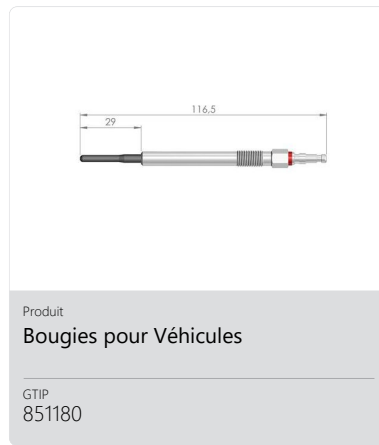 116,5
29
Produit
Bougies pour Véhicules
GTIP
851180